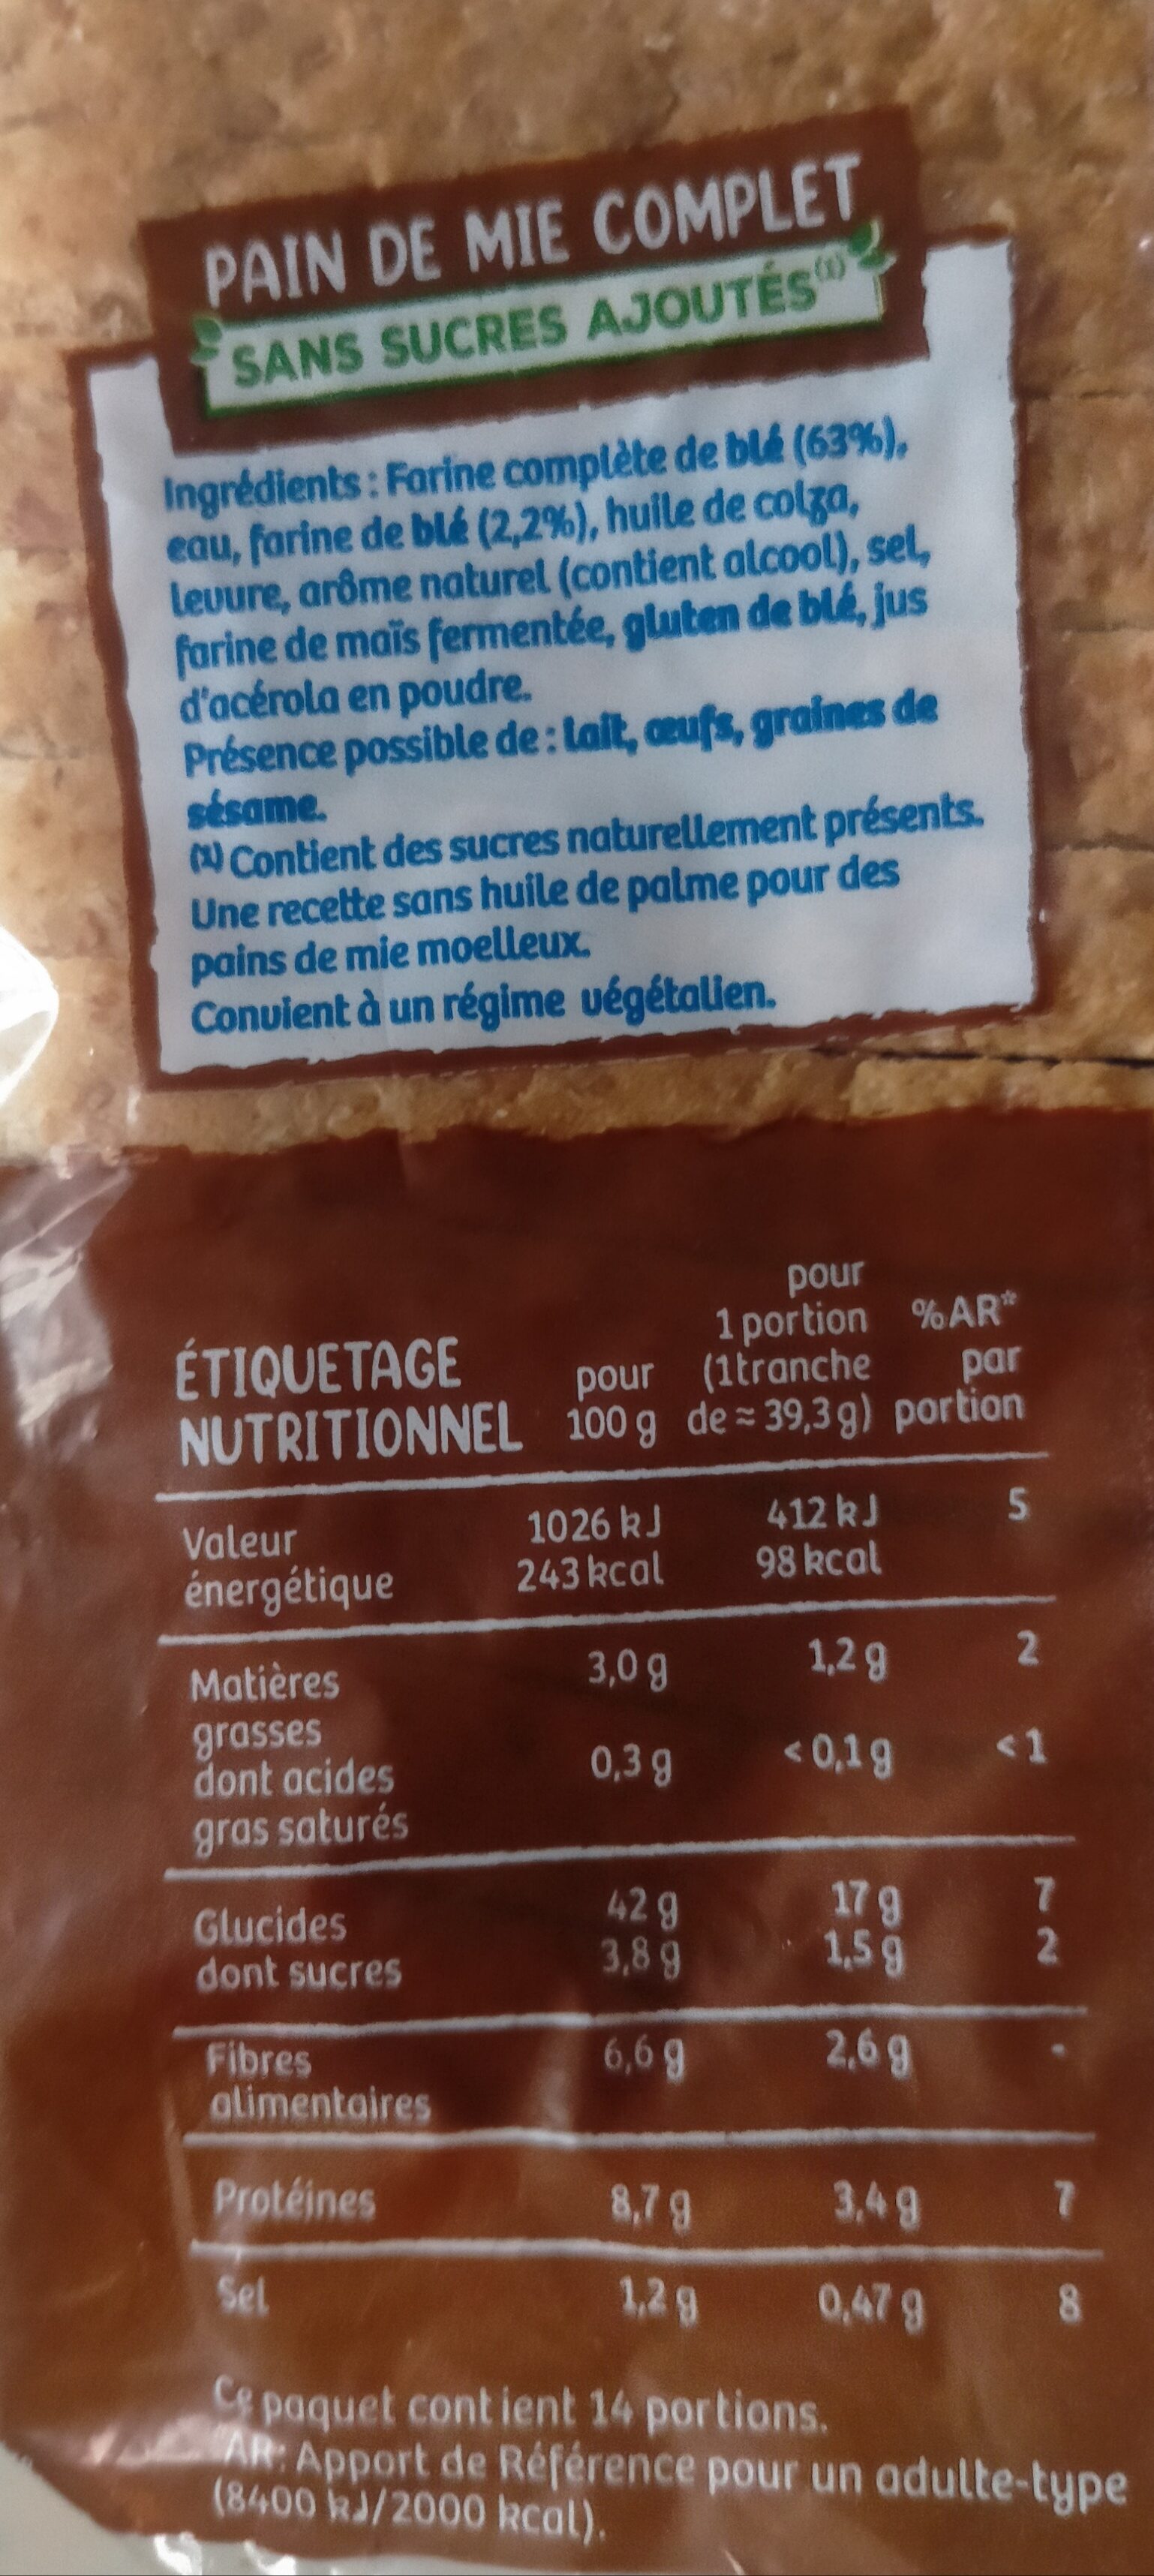 PAIN DE MIE COMPLET
SANS SUCRES AJOUTÉS(1)
Ingrédients : Farine complète de blé (63%),
eau, farine de blé (2,2%), huile de colza,
levure, arôme naturel (contient alcool), sel,
farine de maïs fermentée, gluten de blé, jus
d'acérola en poudre.
Présence possible de : lait, œufs, graines de
sésame.
(1) Contient des sucres naturellement présents.
Une recette sans huile de palme pour des
pains de mie moelleux.
Convient à un régime végétalien.
ÉTIQUETAGE NUTRITIONNEL
pour 100 g
pour 1 portion (1 tranche de ≈ 39,3 g)
%AR* par portion
Valeur énergétique 1026 kJ 412 kJ 5
243 kcal 98 kcal
Matières grasses 3,0 g 1,2 g 2
dont acides gras saturés 0,3 g < 0,1 g < 1
Glucides 42 g 17 g 7
dont sucres 3,8 g 1,5 g 2
Fibres alimentaires 6,6 g 2,6 g -
Protéines 8,7 g 3,4 g 7
Sel 1,2 g 0,47 g 8
Ce paquet contient 14 portions.
*AR: Apport de Référence pour un adulte-type
(8400 kJ/2000 kcal).